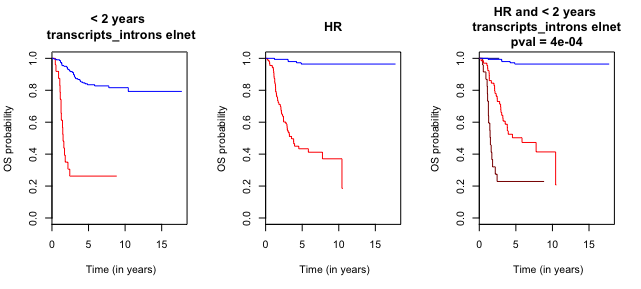 < 2 years
transcripts_introns elnet
OS probability
0.0 0.2 0.4 0.6 0.8 1.0
0 5 10 15
Time (in years)
HR
OS probability
0.0 0.2 0.4 0.6 0.8 1.0
0 5 10 15
Time (in years)
HR and < 2 years
transcripts_introns elnet
pval = 4e-04
OS probability
0.0 0.2 0.4 0.6 0.8 1.0
0 5 10 15
Time (in years)